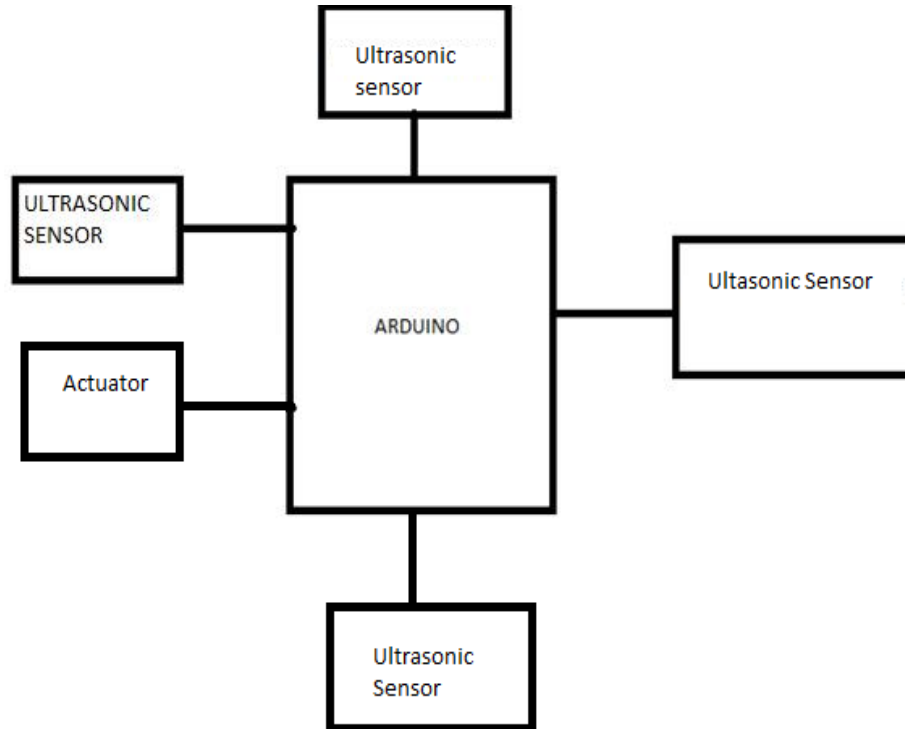 Ultrasonic
sensor
ULTRASONIC
SENSOR
Ultasonic Sensor
ARDUINO
Actuator
Ultrasonic
Sensor